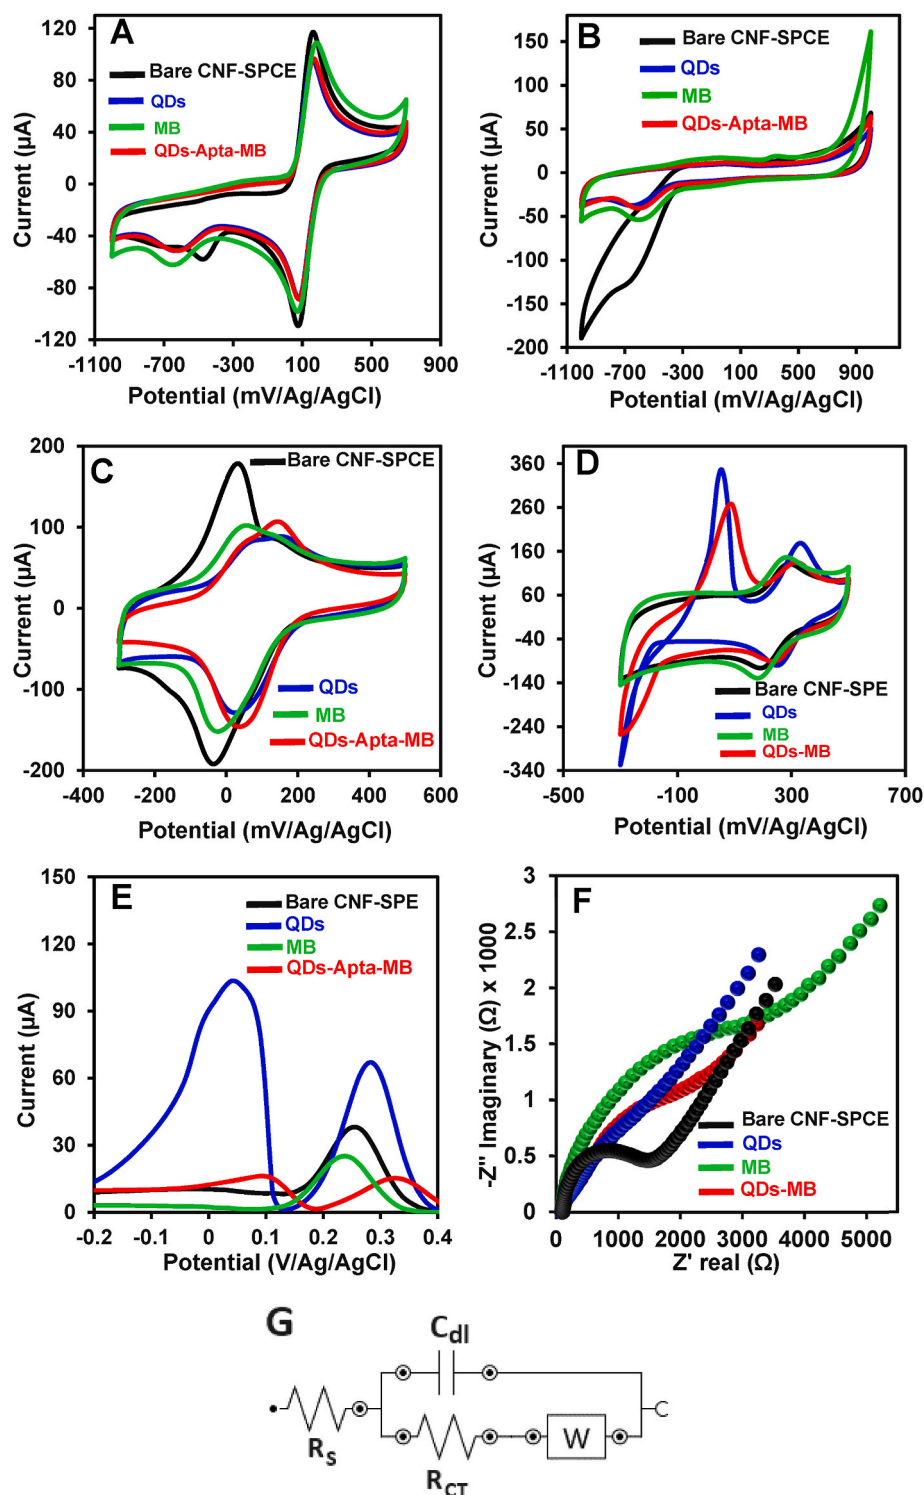 A
Bare CNF-SPCE
QDs
MB
QDs-Apta-MB
120
80
40
0
-40
-80
-120
Current (µA)
-1100 -700 -300 100 500 900
Potential (mV/Ag/AgCl)
B
Bare CNF-SPCE
QDs
MB
QDs-Apta-MB
200
150
100
50
0
-50
-100
-150
-200
Current (µA)
-1100 -700 -300 100 500 900
Potential (mV/Ag/AgCl)
C
Bare CNF-SPCE
QDs
MB
QDs-Apta-MB
200
100
0
-100
-200
Current (µA)
-400 -200 0 200 400 600
Potential (mV/Ag/AgCl)
D
Bare CNF-SPE
QDs
MB
QDs-MB
360
260
160
60
-40
-140
-240
-340
Current (µA)
-500 -100 300 700
Potential (mV/Ag/AgCl)
E
Bare CNF-SPE
QDs
MB
QDs-Apta-MB
150
120
90
60
30
0
Current (µA)
-0.2 -0.1 0 0.1 0.2 0.3 0.4
Potential (V/Ag/AgCl)
F
Bare CNF-SPCE
QDs
MB
QDs-MB
3
2.5
2
1.5
1
0.5
0
-Z'' Imaginary (Ω) x 1000
0 1000 2000 3000 4000 5000
Z' real (Ω)
G
Cdl
RS
RCT
W